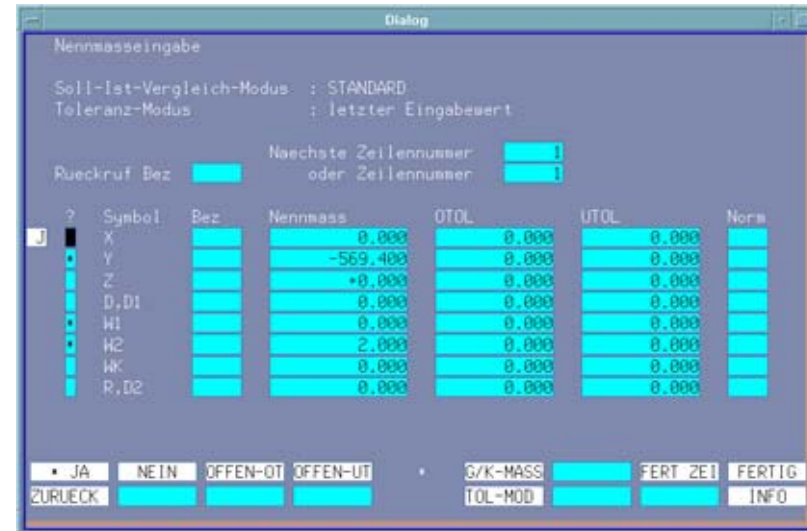 Dialog
Nennmasseingabe
Soll-Ist-Vergleich-Modus : STANDARD
Toleranz-Modus : letzter Eingabewert
Naechste Zeilennummer 1
Rueckruf Bez oder Zeilennummer 1
? Symbol Bez Nennmass OTOL UTOL Norm
J X 0.000 0.000 0.000
• Y -569.400 0.000 0.000
Z +0.000 0.000 0.000
D,D1 0.000 0.000 0.000
• W1 0.000 0.000 0.000
• W2 2.000 0.000 0.000
WK 0.000 0.000 0.000
R,D2 0.000 0.000 0.000
• JA NEIN OFFEN-OT OFFEN-UT • G/K-MASS FERT ZEI FERTIG
ZURUECK TOL-MOD INFO